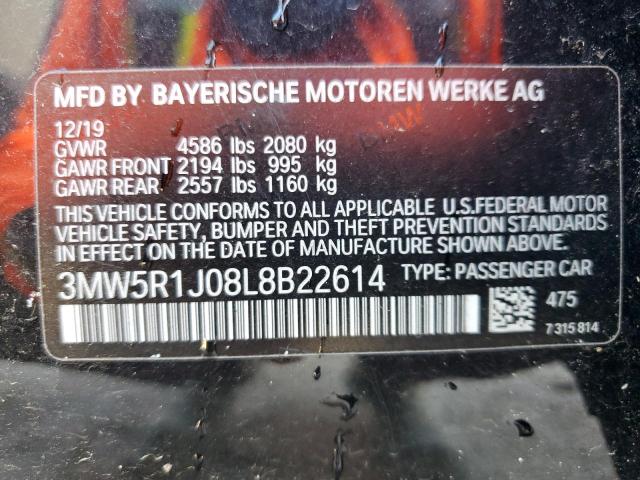 MFD BY BAYERISCHE MOTOREN WERKE AG
12/19
GVWR 4586 lbs 2080 kg
GAWR FRONT 2194 lbs 995 kg
GAWR REAR 2557 lbs 1160 kg
THIS VEHICLE CONFORMS TO ALL APPLICABLE U.S.FEDERAL MOTOR
VEHICLE SAFETY, BUMPER AND THEFT PREVENTION STANDARDS
IN EFFECT ON THE DATE OF MANUFACTURE SHOWN ABOVE.
3MW5R1J08L8B22614 TYPE: PASSENGER CAR
475
7 315 814